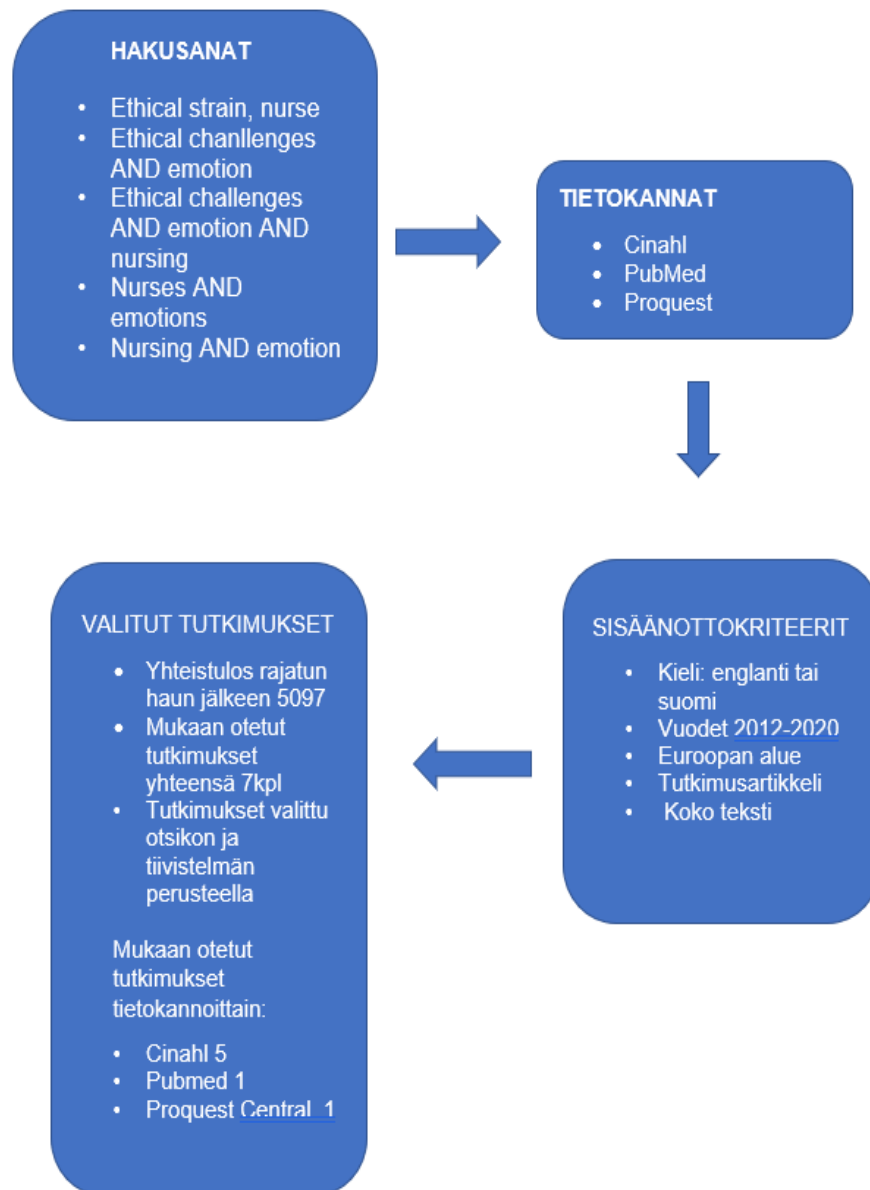 HAKUSANAT
• Ethical strain, nurse
• Ethical chanllenges
AND emotion
• Ethical challenges
AND emotion AND
nursing
• Nurses AND
emotions
• Nursing AND emotion
TIETOKANNAT
• Cinahl
• PubMed
• Proquest
SISÄÄNOTTOKRITEERIT
• Kieli: englanti tai
suomi
• Vuodet 2012-2020
• Euroopan alue
• Tutkimusartikkeli
• Koko teksti
VALITUT TUTKIMUKSET
• Yhteistulos rajatun
haun jälkeen 5097
• Mukaan otetut
tutkimukset
yhteensä 7kpl
• Tutkimukset valittu
otsikon ja
tiivistelmän
perusteella
Mukaan otetut
tutkimukset
tietokannoittain:
• Cinahl 5
• Pubmed 1
• Proquest Central 1